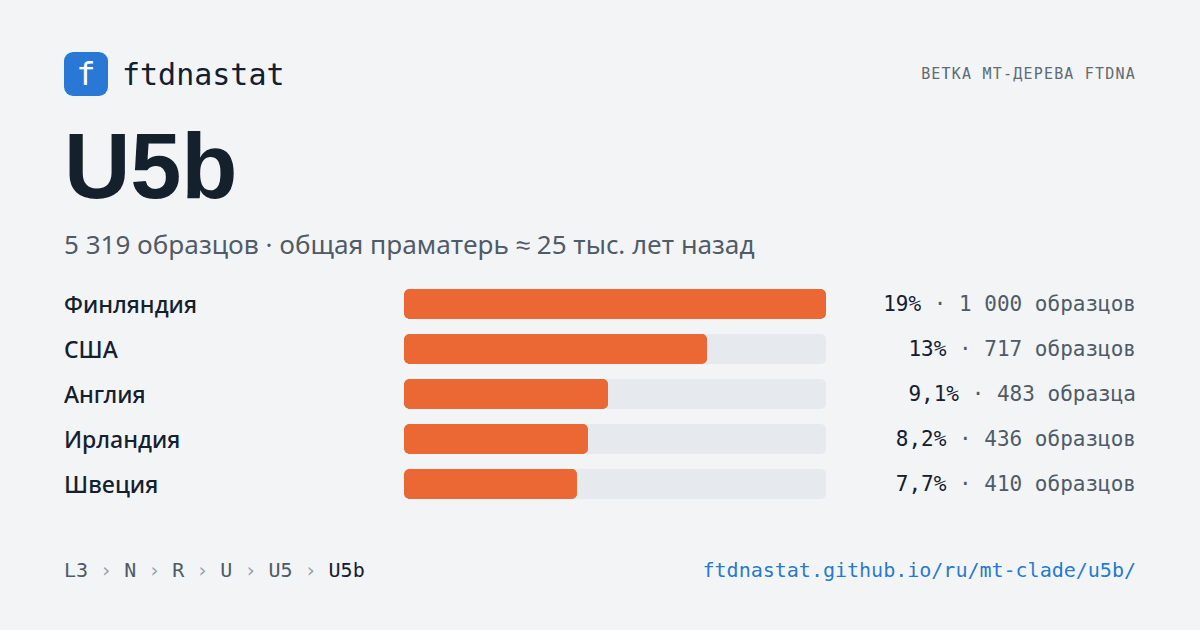 f ftdnastat
ВЕТКА МТ-ДЕРЕВА FTDNA
U5b
5 319 образцов · общая праматерь ≈ 25 тыс. лет назад
Финляндия 19% · 1 000 образцов
США 13% · 717 образцов
Англия 9,1% · 483 образца
Ирландия 8,2% · 436 образцов
Швеция 7,7% · 410 образцов
L3 › N › R › U › U5 › U5b
ftdnastat.github.io/ru/mt-clade/u5b/